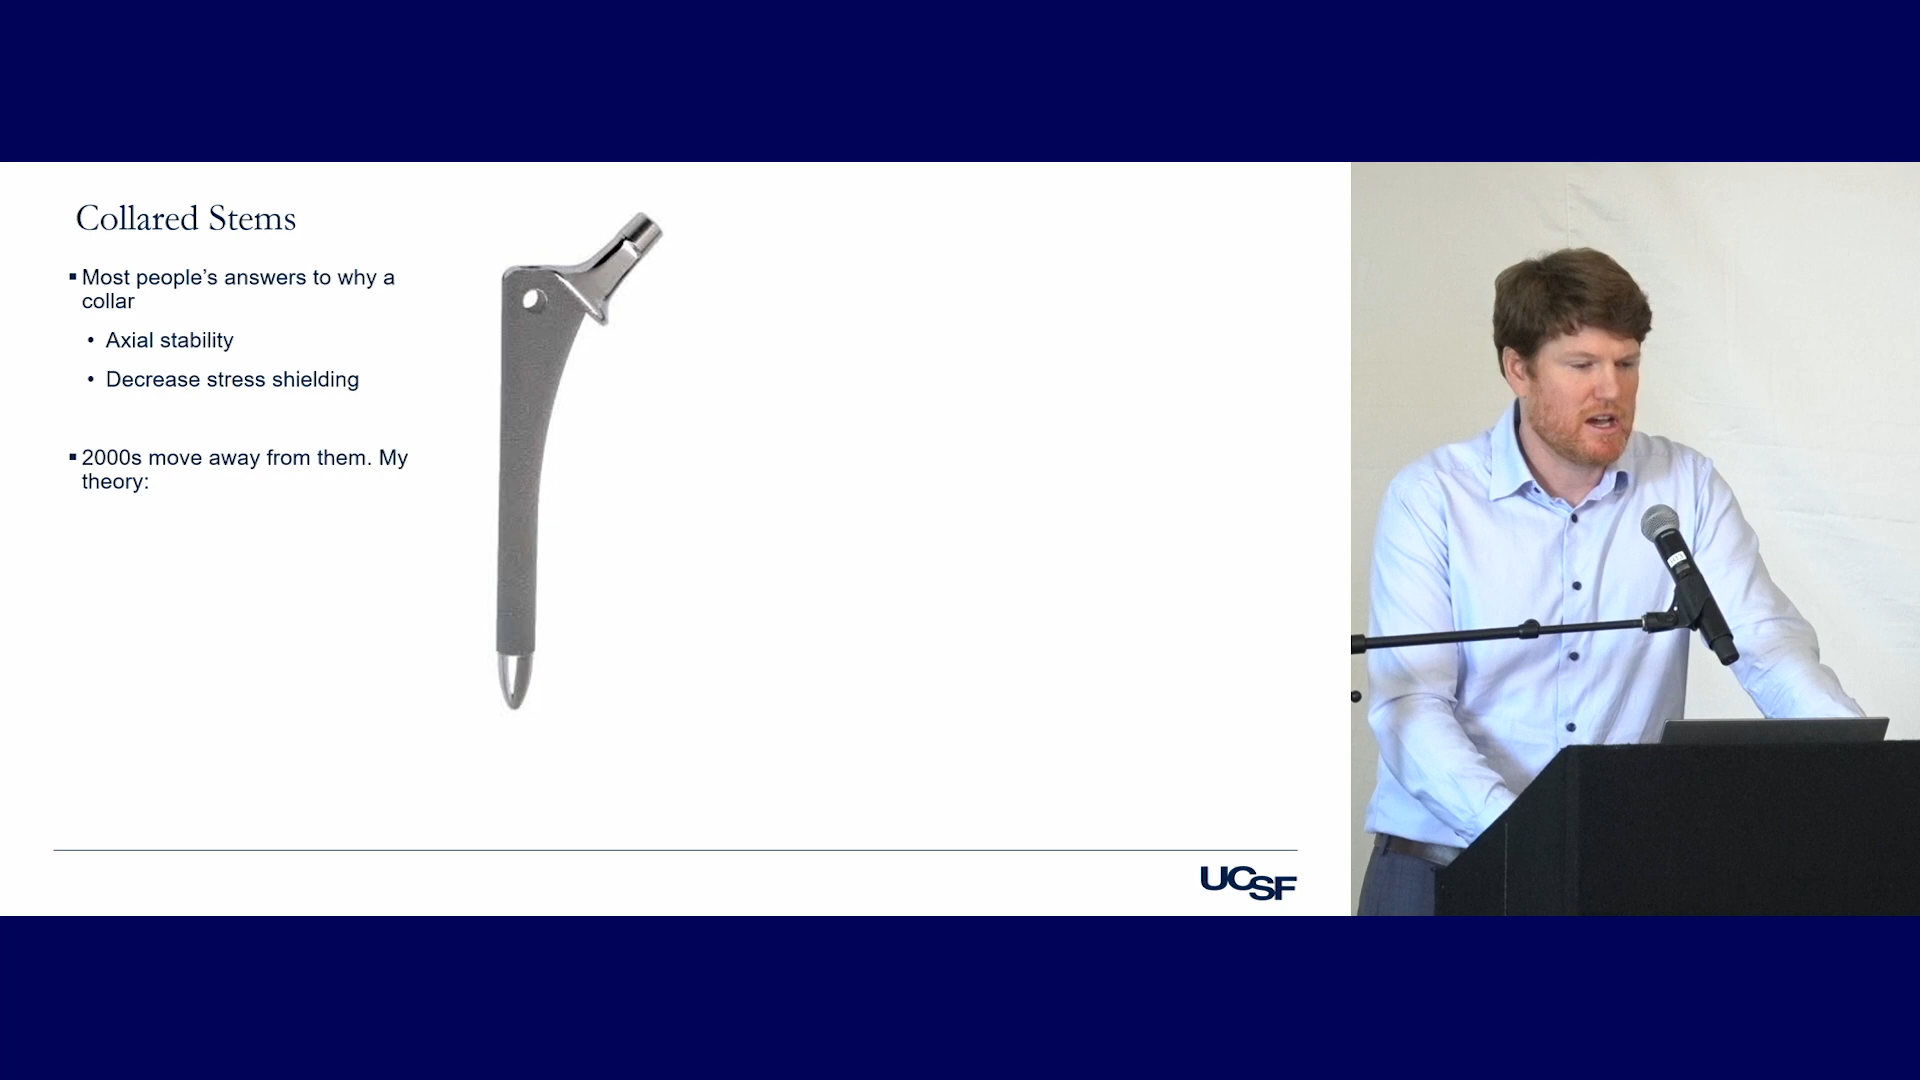 Collared Stems
▪ Most people’s answers to why a
collar
• Axial stability
• Decrease stress shielding
▪ 2000s move away from them. My
theory:
UCSF